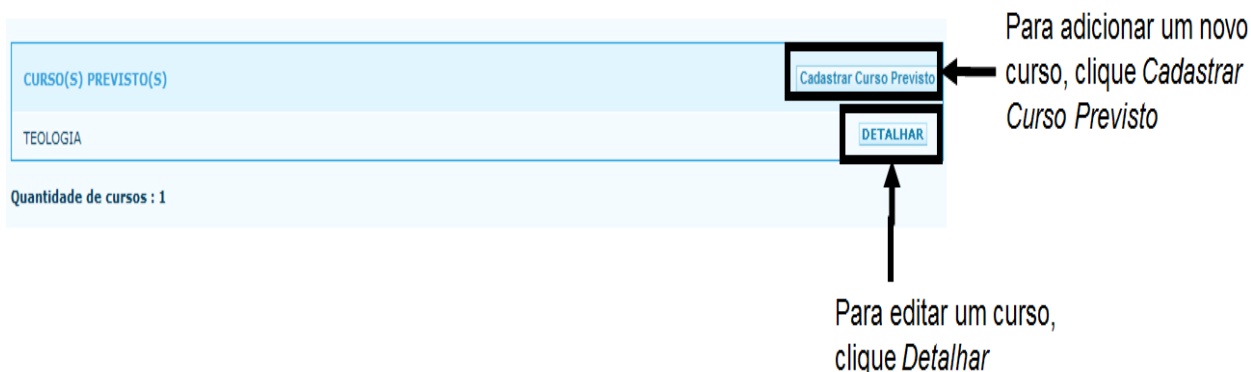 Para adicionar um novo
curso, clique Cadastrar
Curso Previsto
CURSO(S) PREVISTO(S)
Cadastrar Curso Previsto
TEOLOGIA
DETALHAR
Quantidade de cursos : 1
Para editar um curso,
clique Detalhar